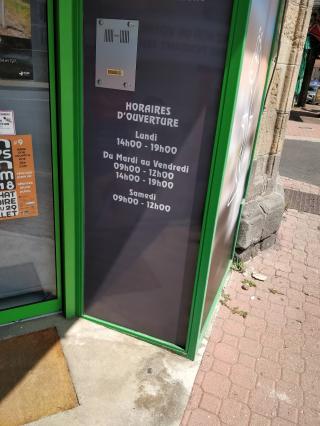 HORAIRES
D'OUVERTURE
Lundi
14h00 - 19h00
Du Mardi au Vendredi
09h00 - 12h00
14h00 - 19h00
Samedi
09h00 - 12h00